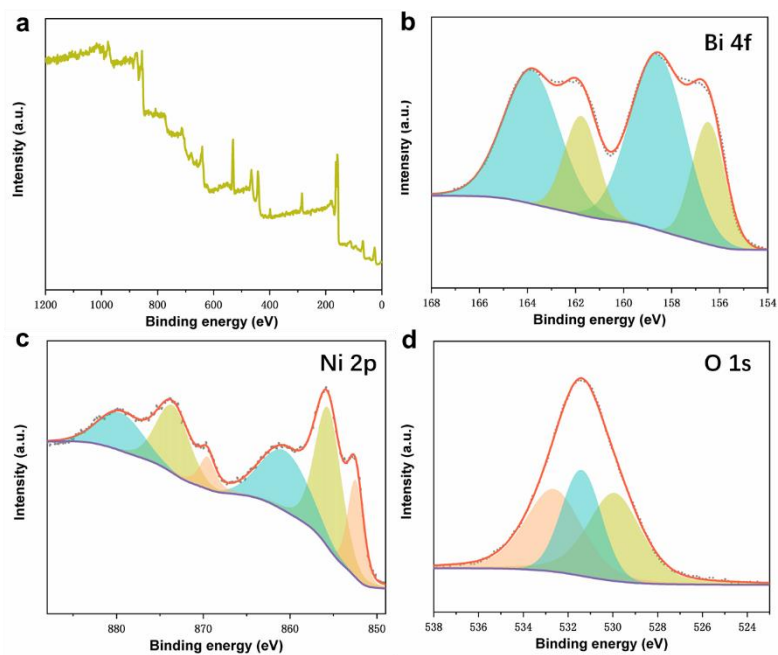 a
Intensity (a.u.)
1200 1000 800 600 400 200 0
Binding energy (eV)
b
Bi 4f
Intensity (a.u.)
168 166 164 162 160 158 156 154
Binding energy (eV)
c
Ni 2p
Intensity (a.u.)
880 870 860 850
Binding energy (eV)
d
O 1s
Intensity (a.u.)
538 536 534 532 530 528 526 524
Binding energy (eV)